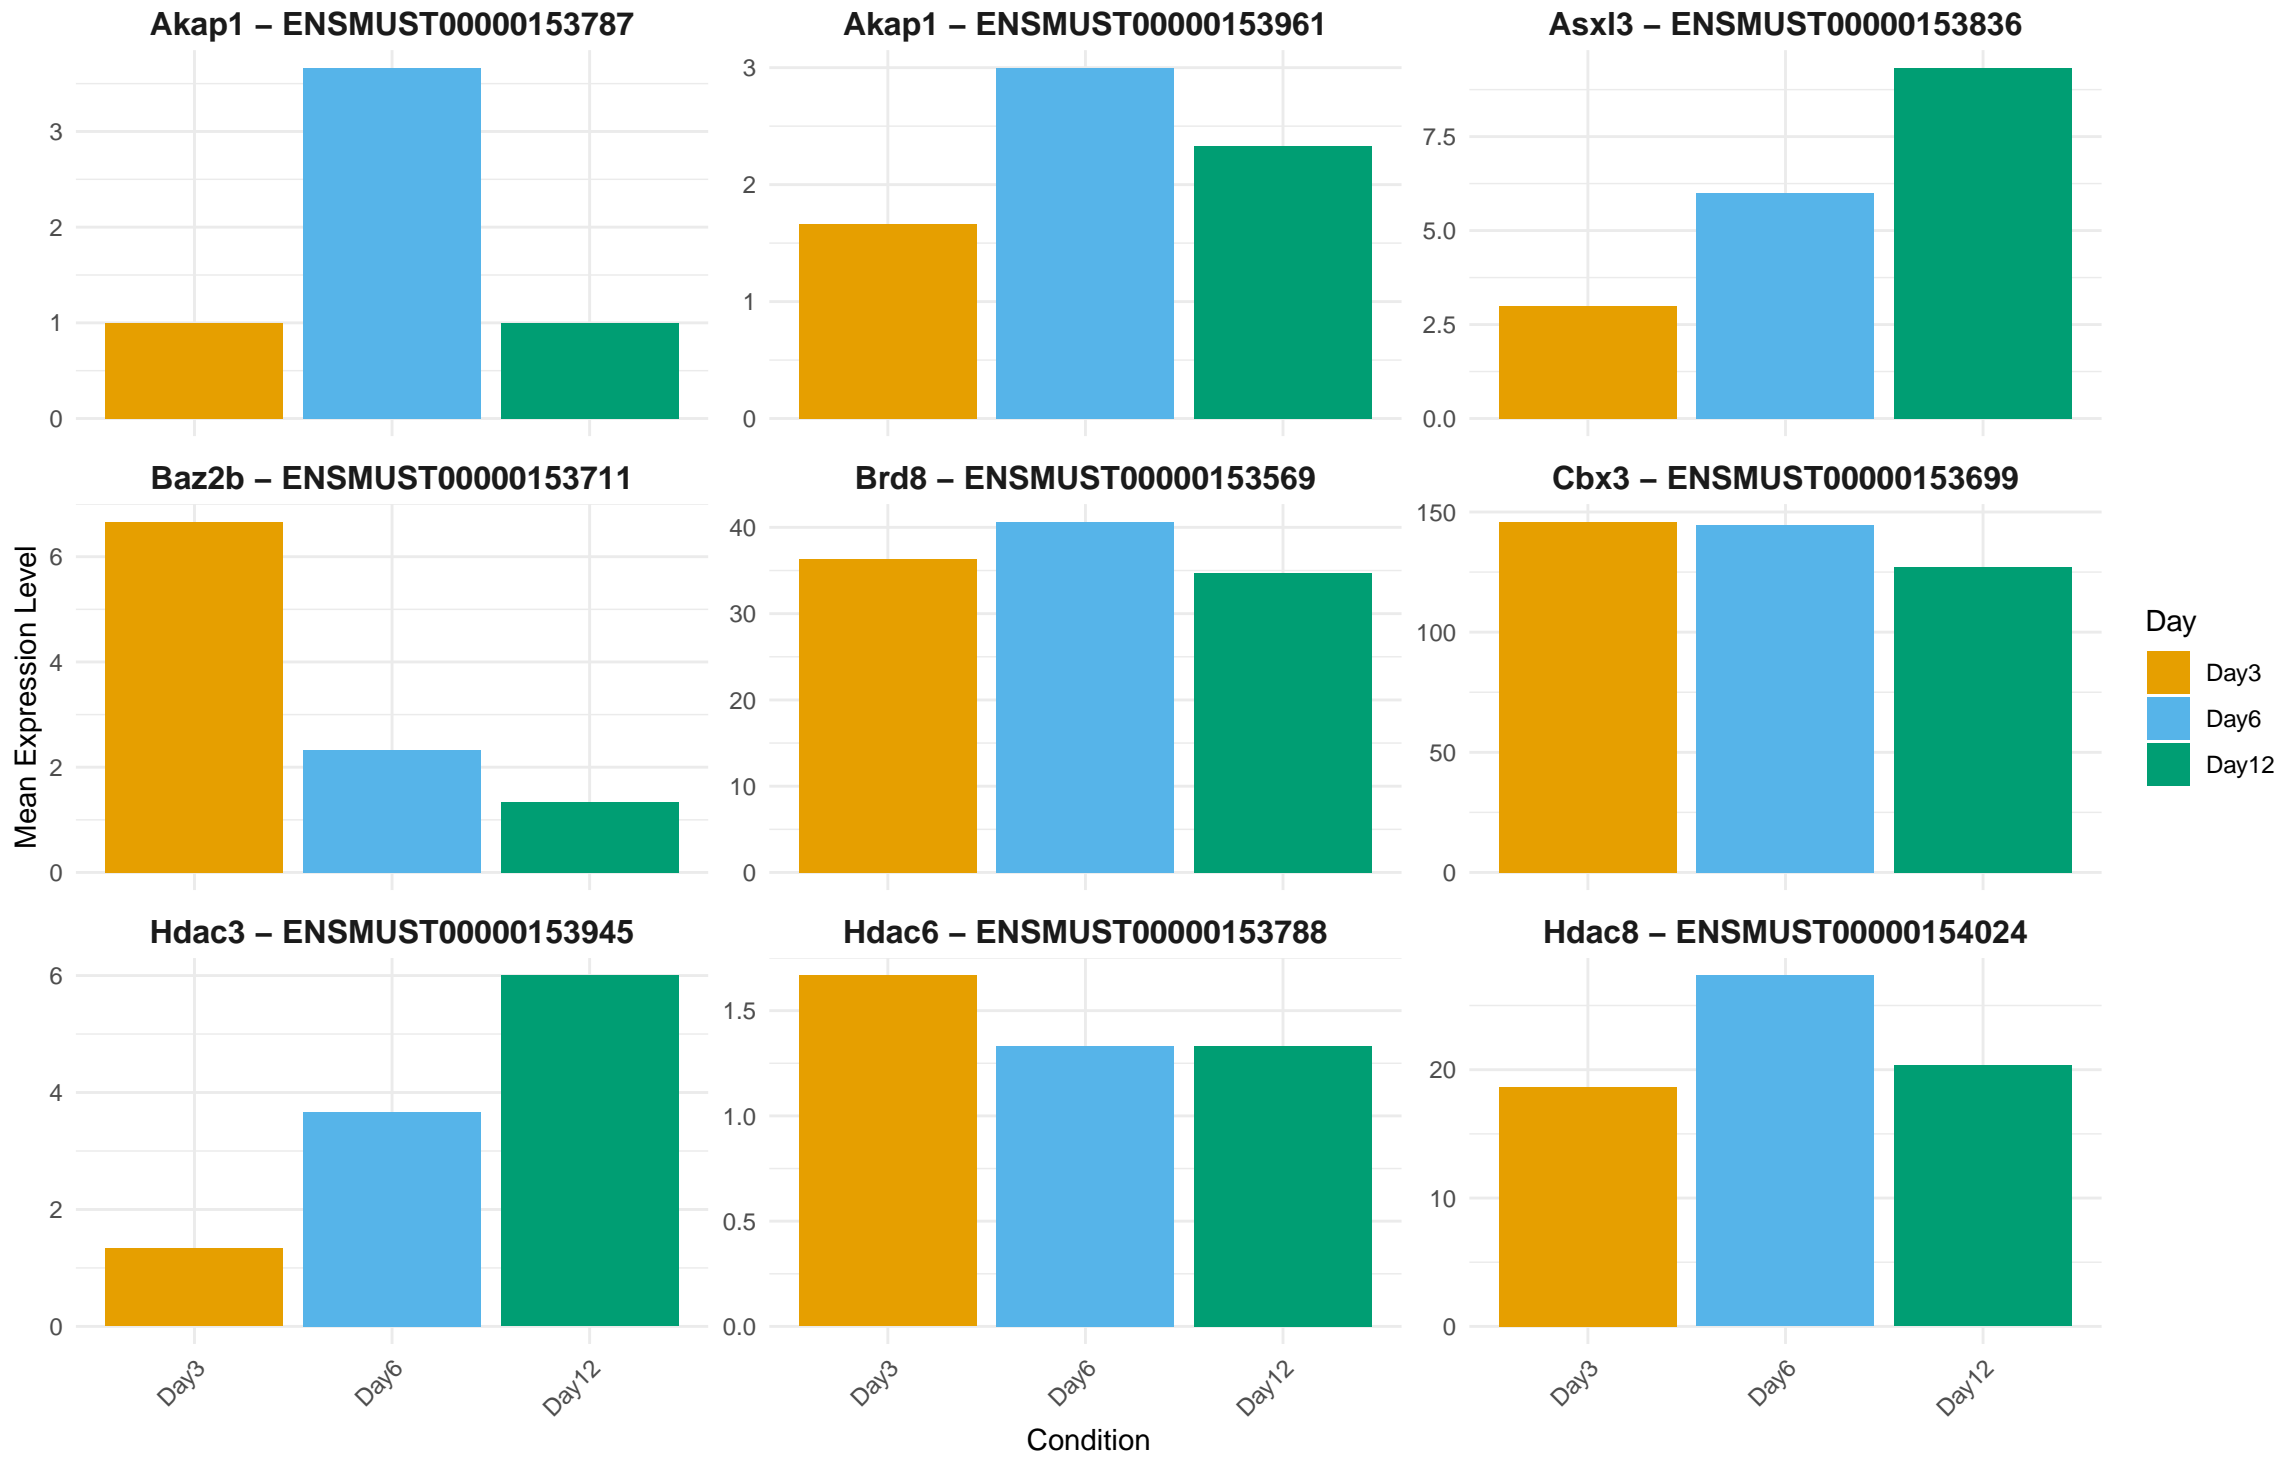 Akap1 – ENSMUST00000153787
Akap1 – ENSMUST00000153961
Asxl3 – ENSMUST00000153836
3
2
1
0
3
2
1
0
7.5
5.0
2.5
0.0
Baz2b – ENSMUST00000153711
Brd8 – ENSMUST00000153569
Cbx3 – ENSMUST00000153699
Mean Expression Level
6
4
2
0
40
30
20
10
0
150
100
50
0
Day
Day3
Day6
Day12
Hdac3 – ENSMUST00000153945
Hdac6 – ENSMUST00000153788
Hdac8 – ENSMUST00000154024
6
4
2
0
1.5
1.0
0.5
0.0
20
10
0
Day3
Day6
Day12
Day3
Day6
Day12
Day3
Day6
Day12
Condition